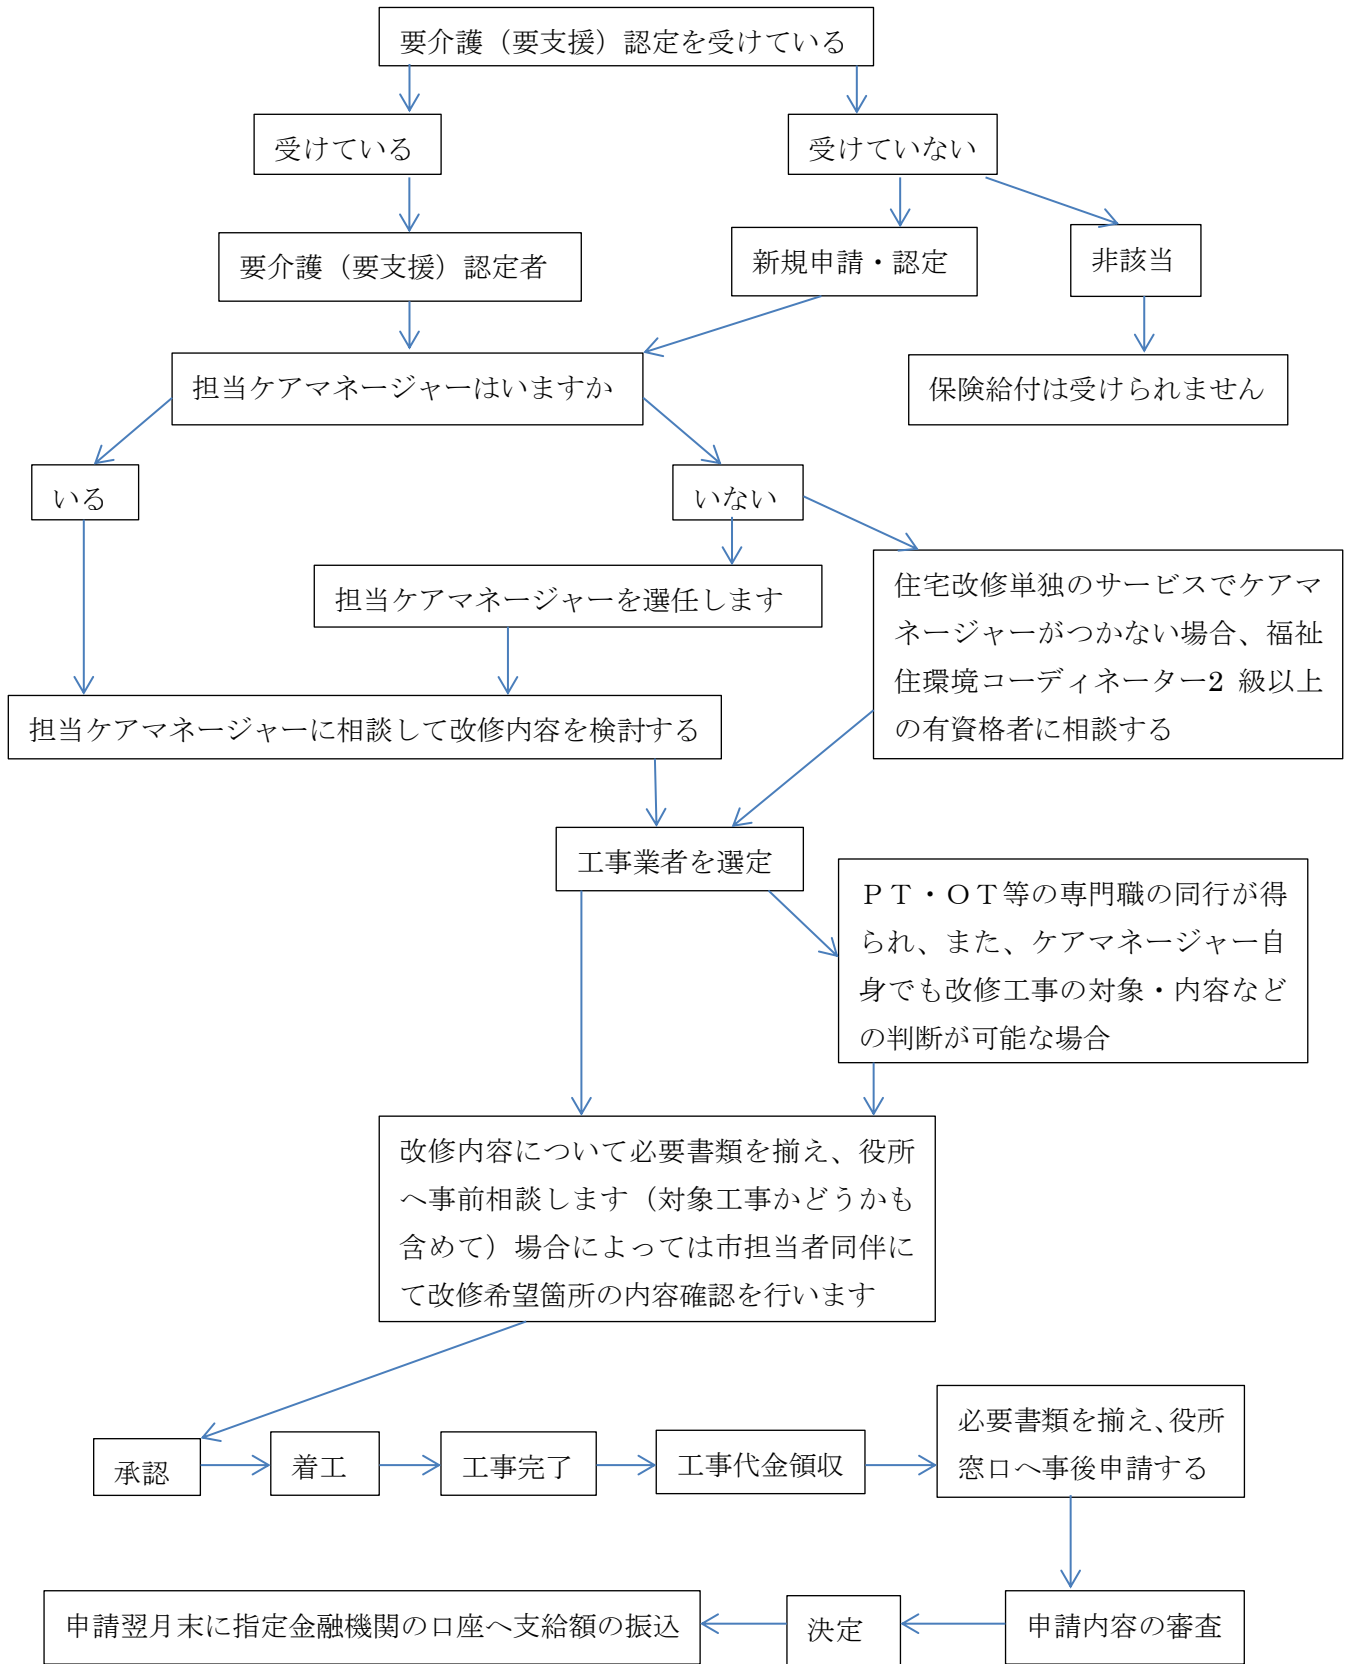 要介護（要支援）認定を受けている
受けている
受けていない
要介護（要支援）認定者
新規申請・認定
非該当
担当ケアマネージャーはいますか
保険給付は受けられません
いる
いない
担当ケアマネージャーを選任します
住宅改修単独のサービスでケアマ
ネージャーがつかない場合、福祉
住環境コーディネーター2 級以上
の有資格者に相談する
担当ケアマネージャーに相談して改修内容を検討する
工事業者を選定
ＰＴ・ＯＴ等の専門職の同行が得
られ、また、ケアマネージャー自
身でも改修工事の対象・内容など
の判断が可能な場合
改修内容について必要書類を揃え、役所
へ事前相談します（対象工事かどうかも
含めて）場合によっては市担当者同伴に
て改修希望箇所の内容確認を行います
承認
着工
工事完了
工事代金領収
必要書類を揃え、役所
窓口へ事後申請する
申請翌月末に指定金融機関の口座へ支給額の振込
決定
申請内容の審査